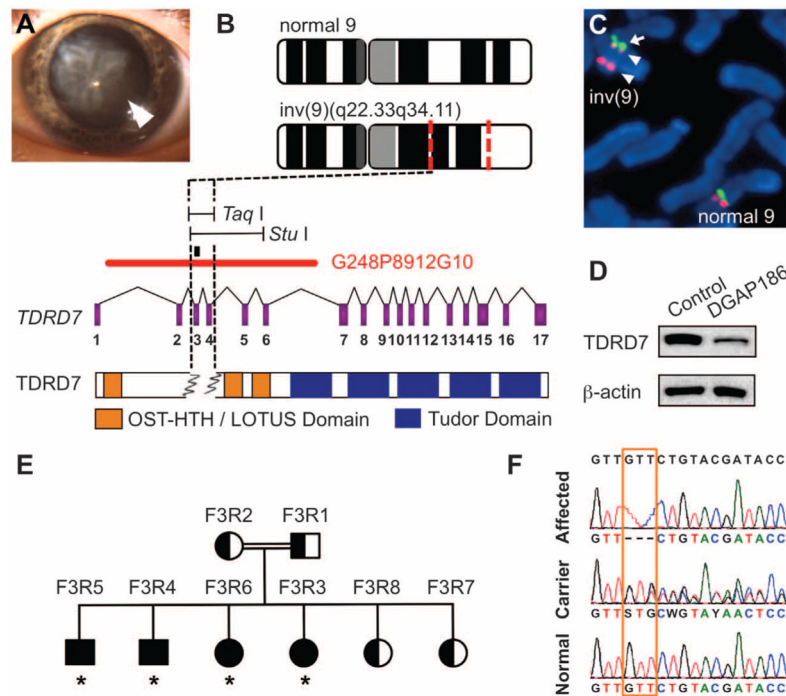 A
B
normal 9
inv(9)(q22.33q34.11)
C
inv(9)
normal 9
Taq I
Stu I
G248P8912G10
TDRD7
1 2 3 4 5 6 7 8 9 10 11 12 13 14 15 16 17
TDRD7
OST-HTH / LOTUS Domain
Tudor Domain
D
Control
DGAP186
TDRD7
β-actin
E
F3R2 F3R1
F3R5 F3R4 F3R6 F3R3 F3R8 F3R7
* * * *
F
GTTGTTCTGTACGATACC
Affected
GTT---CTGTACGATACC
Carrier
GTTSTGCWGTAYAACTCC
Normal
GTTGTTCTGTACGATACC